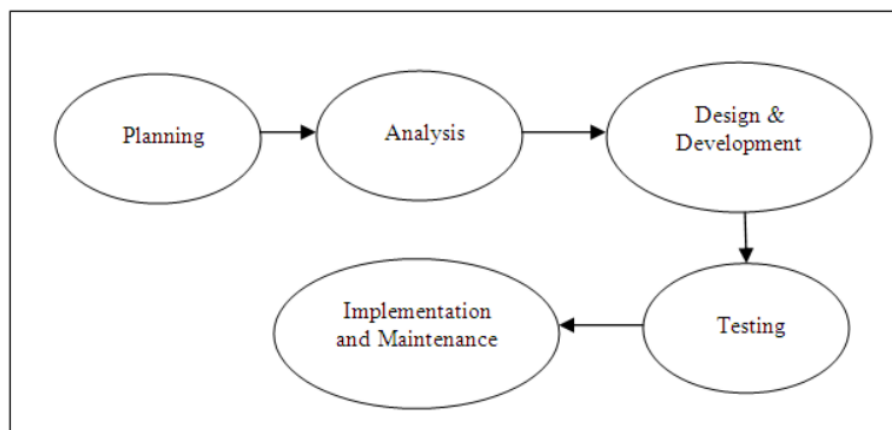 Planning
Analysis
Design &
Development
Testing
Implementation
and Maintenance